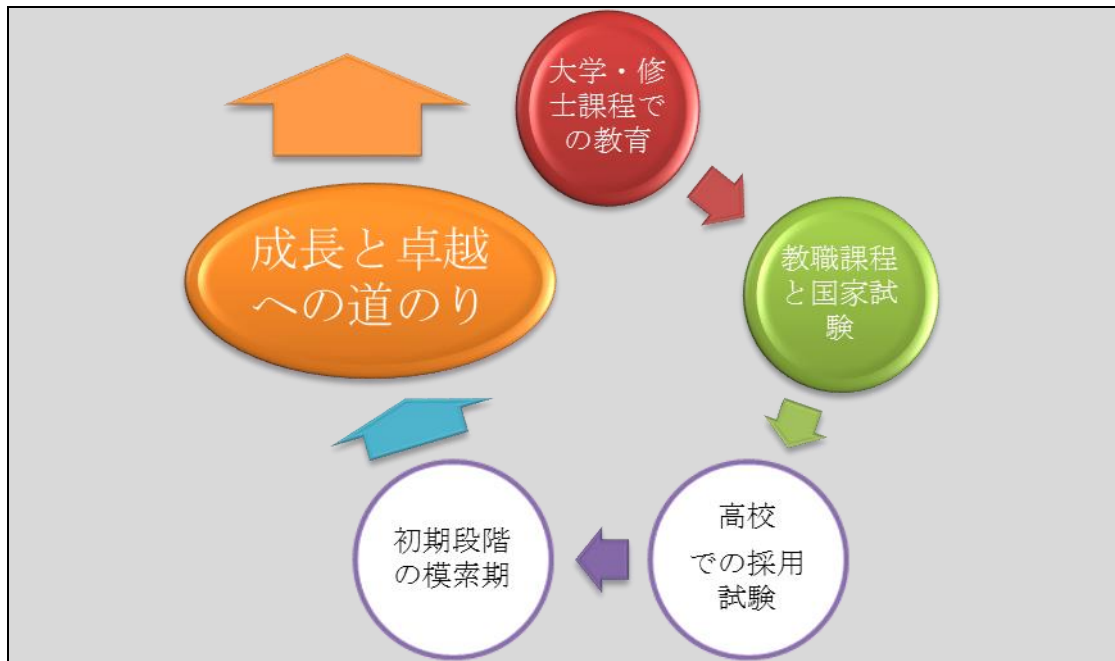 大学・修
士課程で
の教育
教職課程
と国家試
験
高校
での採用
試験
初期段階
の模索期
成長と卓越
への道のり